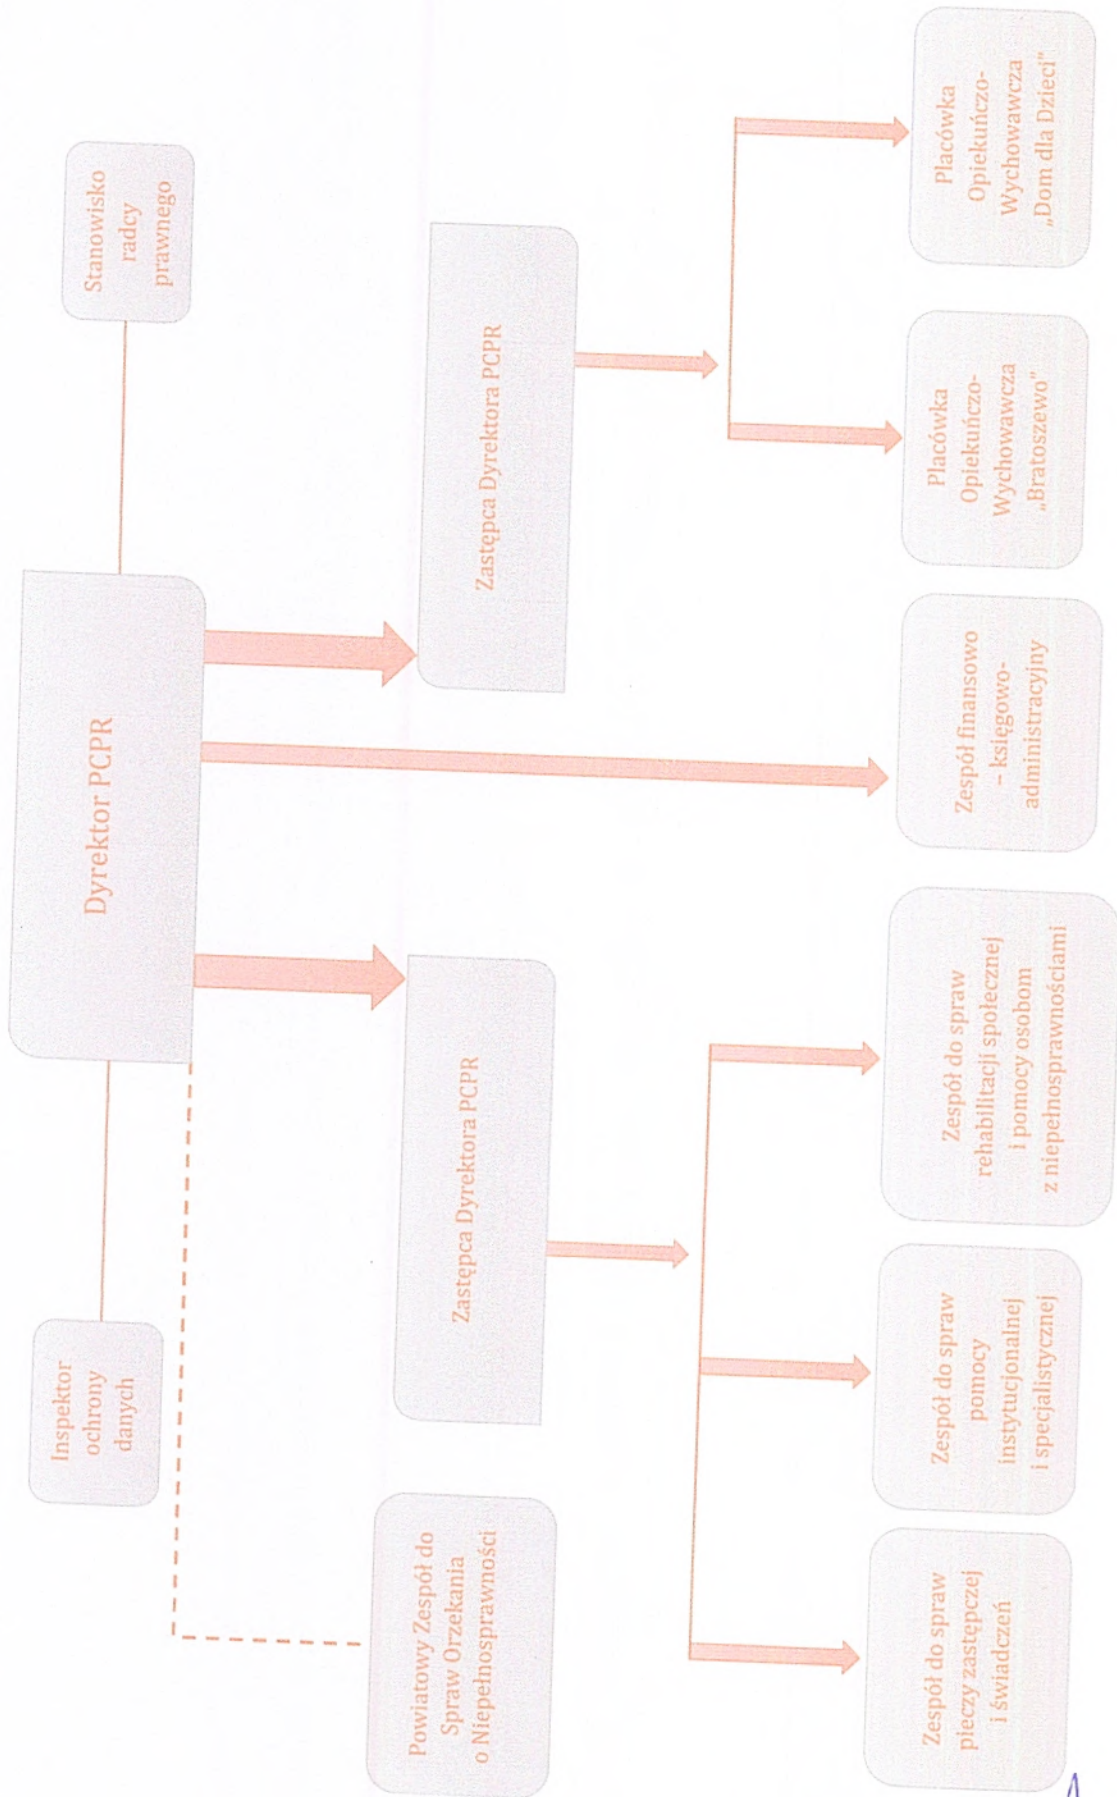 Dyrektor PCPR
Inspektor
ochrony
danych
Stanowisko
radcy
prawnego
Powiatowy Zespół do
Spraw Orzekania
o Niepełnosprawności
Zastępca Dyrektora PCPR
Zastępca Dyrektora PCPR
Zespół do spraw
pieczy zastępczej
i świadczeń
Zespół do spraw
pomocy
instytucjonalnej
i specjalistycznej
Zespół do spraw
rehabilitacji społecznej
i pomocy osobom
z niepełnosprawnościami
Zespół finansowo
– księgowo-
administracyjny
Placówka
Opiekuńczo-
Wychowawcza
„Bratoszewo"
Placówka
Opiekuńczo-
Wychowawcza
„Dom dla Dzieci"